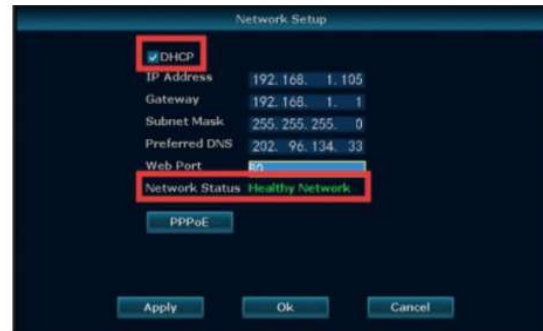 Network Setup
DHCP
IP Address 192.168. 1.105
Gateway 192.168. 1. 1
Subnet Mask 255.255.255. 0
Preferred DNS 202. 96.134. 33
Web Port 80
Network Status Healthy Network
PPPoE
Apply Ok Cancel